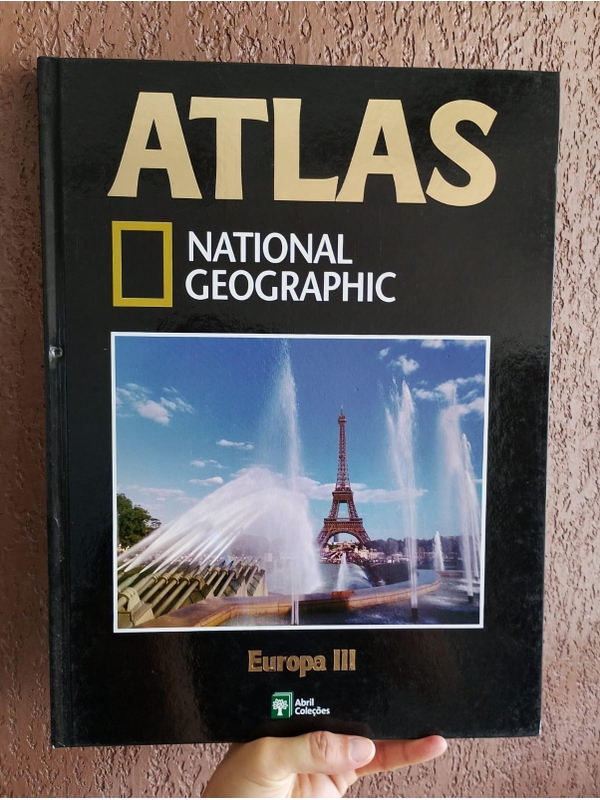 ATLAS
NATIONAL
GEOGRAPHIC
Europa III
Abril
Coleções